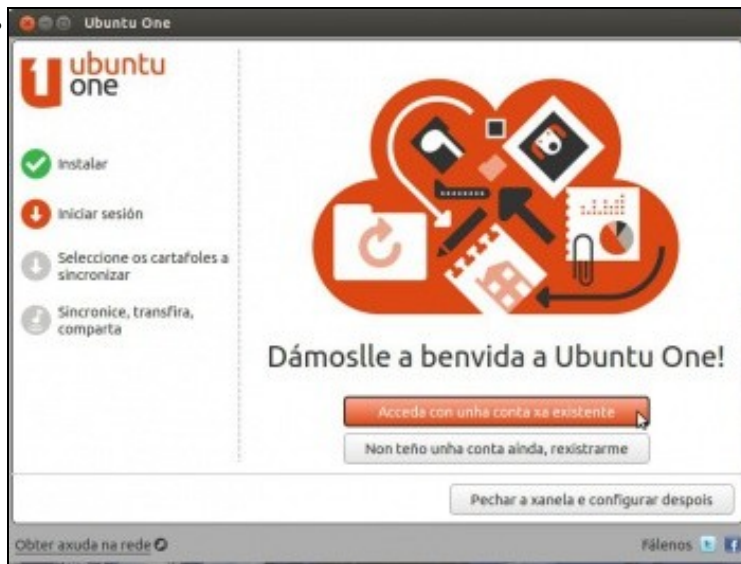 Ubuntu One
ubuntu
one
Instalar
Iniciar sesión
Seleccione os cartafoles a
sincronizar
Sincronice, transfira,
comparta
Dámoslle a benvida a Ubuntu One!
Acceda con unha conta xa existente
Non teño unha conta aínda, rexistrarme
Pechar a xanela e configurar despois
Obter axuda na rede
Fálenos